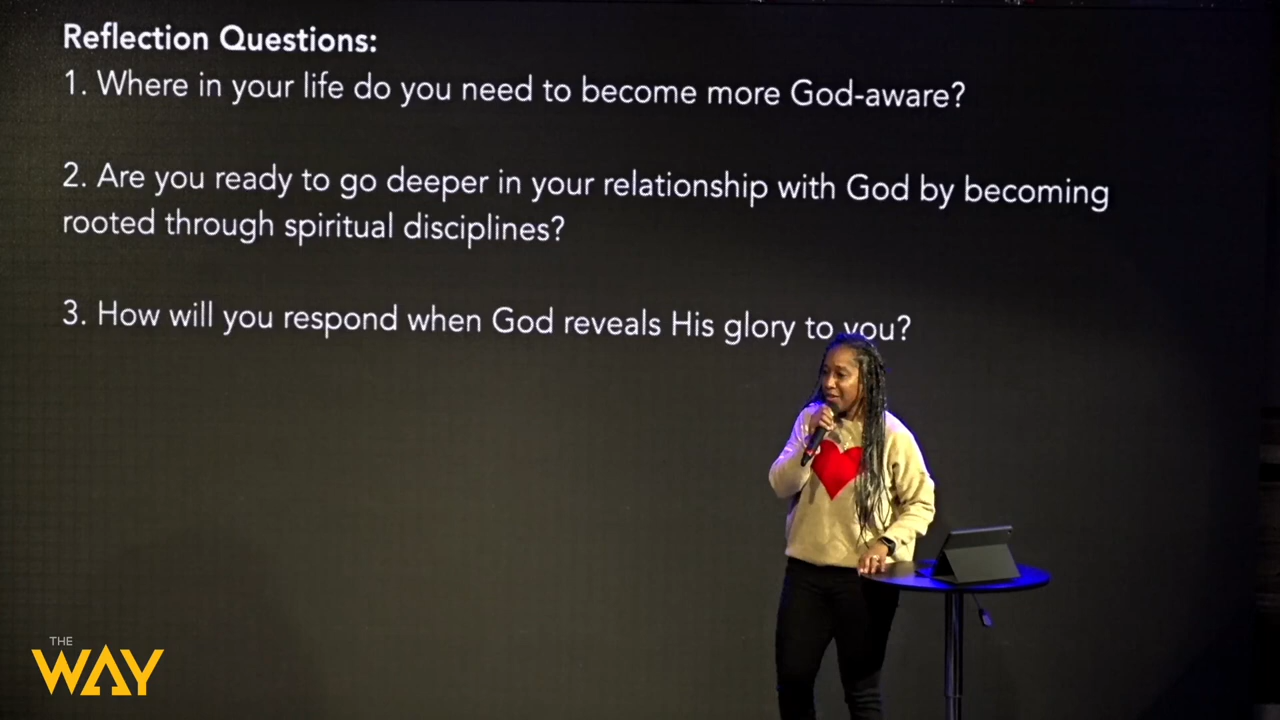 Reflection Questions:
1. Where in your life do you need to become more God-aware?
2. Are you ready to go deeper in your relationship with God by becoming
rooted through spiritual disciplines?
3. How will you respond when God reveals His glory to you?
THE
WAY